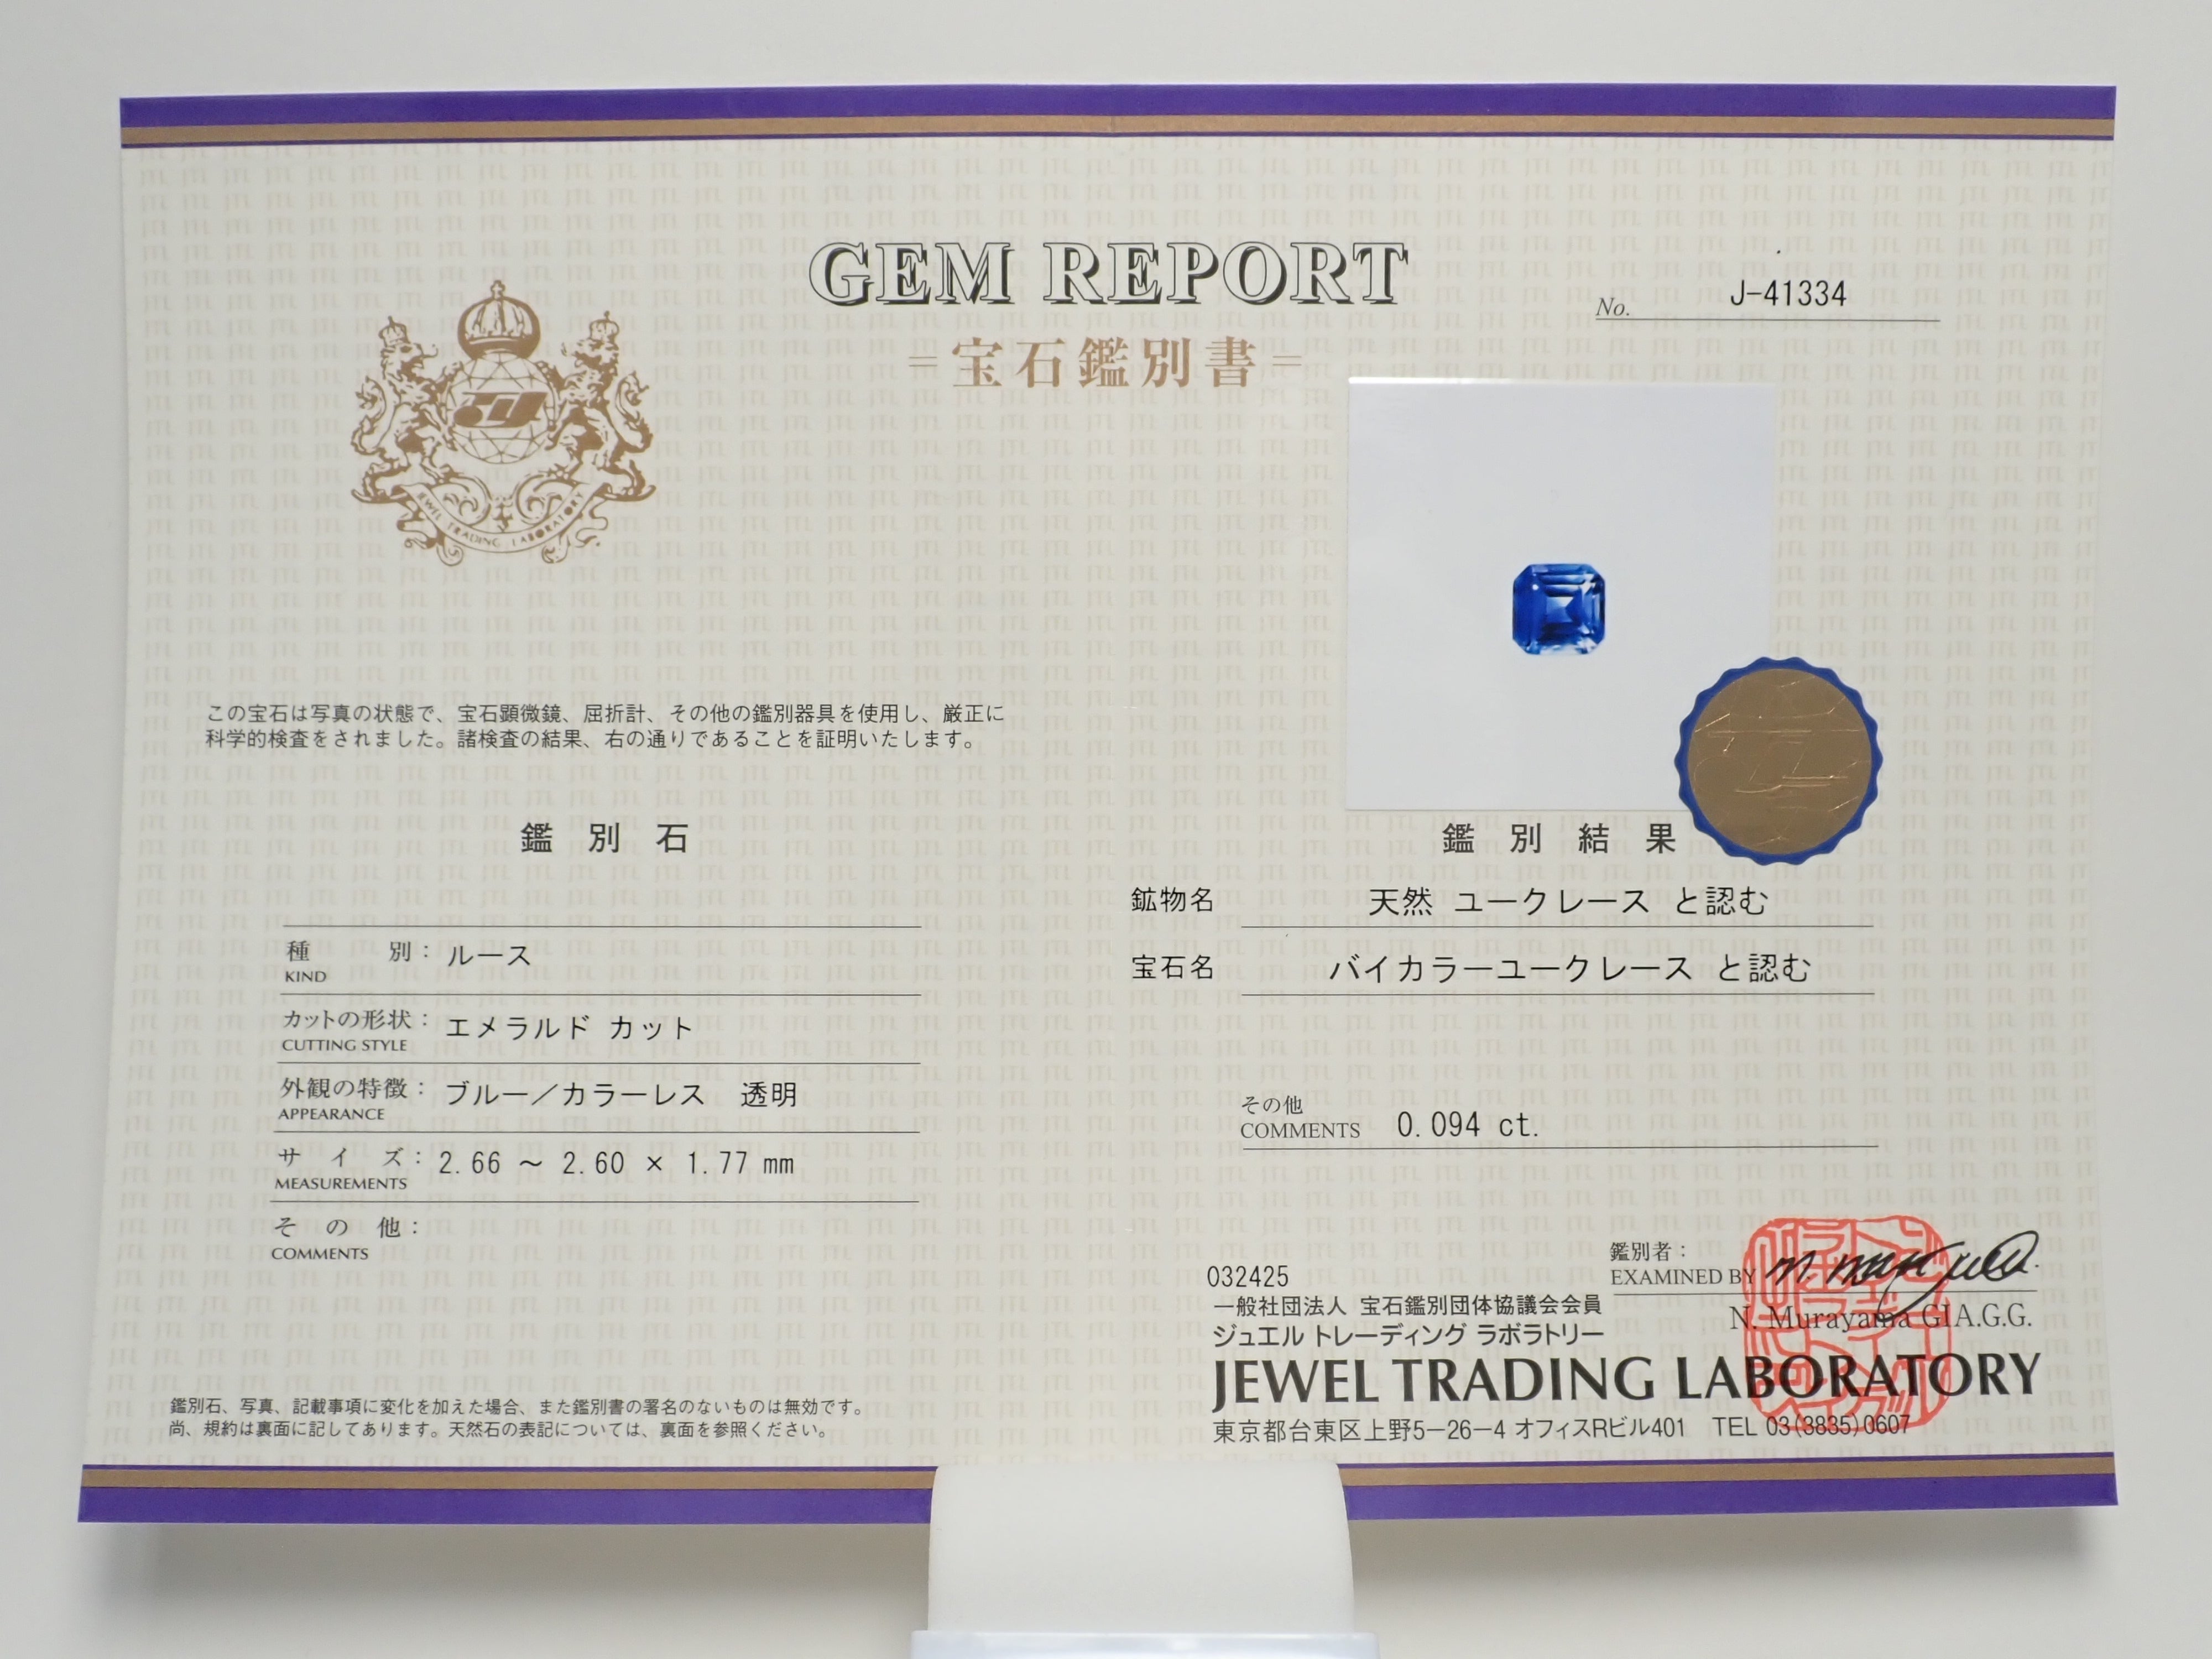 GEM REPORT
=宝石鑑別書=
No. J-41334
JEWEL TRADING LABORATORY
この宝石は写真の状態で、宝石顕微鏡、屈折計、その他の鑑別器具を使用し、厳正に
科学的検査をされました。諸検査の結果、右の通りであることを証明いたします。
鑑別石
種別: ルース
KIND
カットの形状: エメラルド カット
CUTTING STYLE
外観の特徴: ブルー/カラーレス 透明
APPEARANCE
サイズ: 2.66 ~ 2.60 × 1.77 mm
MEASUREMENTS
その他:
COMMENTS
鑑別石、写真、記載事項に変化を加えた場合、また鑑別書の署名のないものは無効です。
尚、規約は裏面に記してあります。天然石の表記については、裏面を参照ください。
鑑別結果
鉱物名 天然 ユークレース と認む
宝石名 バイカラーユークレース と認む
その他
COMMENTS 0.094 ct.
032425
鑑別者:
EXAMINED BY
N. Murayama GIA.G.G.
一般社団法人 宝石鑑別団体協議会会員
ジュエル トレーディング ラボラトリー
JEWEL TRADING LABORATORY
東京都台東区上野5-26-4 オフィスRビル401 TEL 03(3835)0607